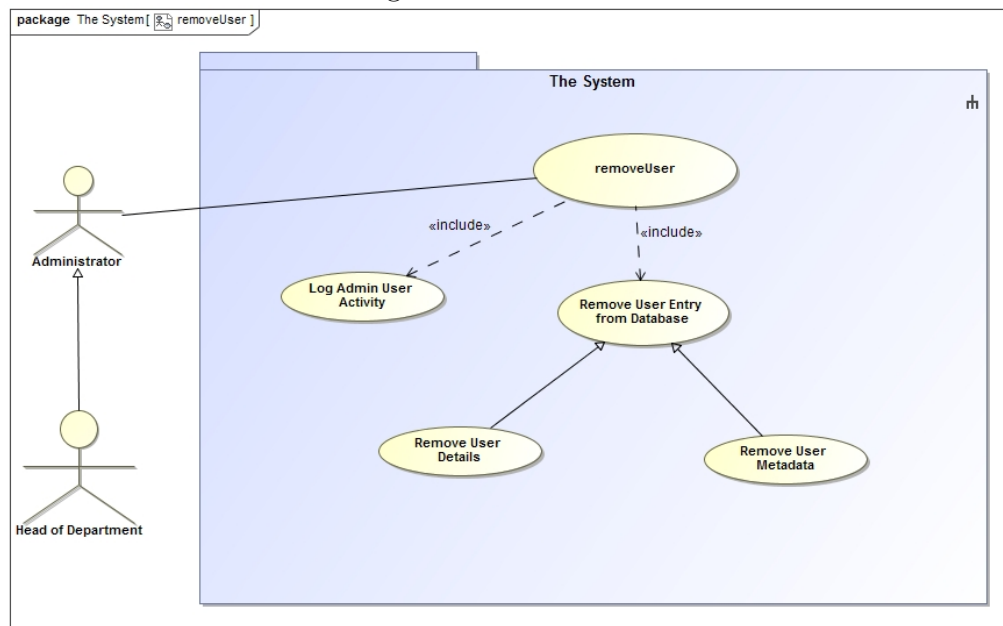 package The System[ removeUser ]
The System
removeUser
«include»
«include»
Administrator
Log Admin User
Activity
Remove User Entry
from Database
Remove User
Details
Remove User
Metadata
Head of Department